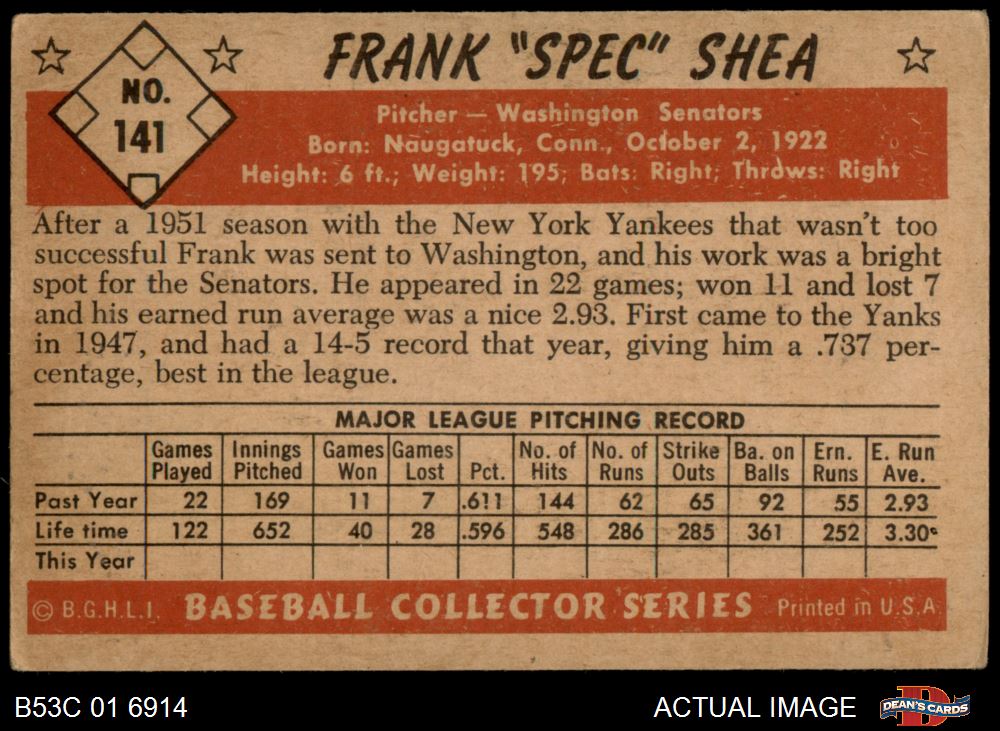 FRANK "SPEC" SHEA
NO.
141
Pitcher — Washington Senators
Born: Naugatuck, Conn., October 2, 1922
Height: 6 ft.; Weight: 195; Bats: Right; Throws: Right
After a 1951 season with the New York Yankees that wasn't too
successful Frank was sent to Washington, and his work was a bright
spot for the Senators. He appeared in 22 games; won 11 and lost 7
and his earned run average was a nice 2.93. First came to the Yanks
in 1947, and had a 14-5 record that year, giving him a .737 per-
centage, best in the league.
MAJOR LEAGUE PITCHING RECORD
Games Played Innings Pitched Games Won Games Lost Pct. No. of Hits No. of Runs Strike Outs Ba. on Balls Ern. Runs E. Run Ave.
Past Year 22 169 11 7 .611 144 62 65 92 55 2.93
Life time 122 652 40 28 .596 548 286 285 361 252 3.30
This Year
© B.G.H.L.I. BASEBALL COLLECTOR SERIES Printed in U.S.A.
B53C 01 6914
ACTUAL IMAGE
D
DEAN'S CARDS